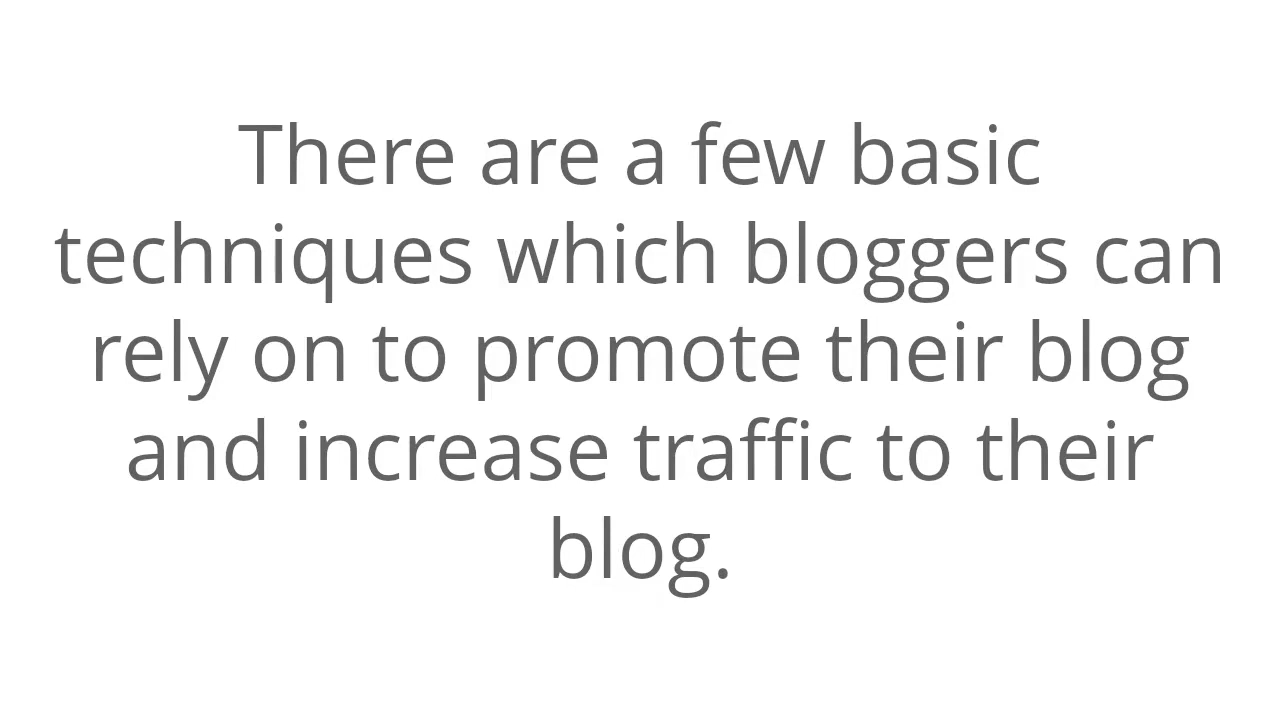 There are a few basic
techniques which bloggers can
rely on to promote their blog
and increase traffic to their
blog.